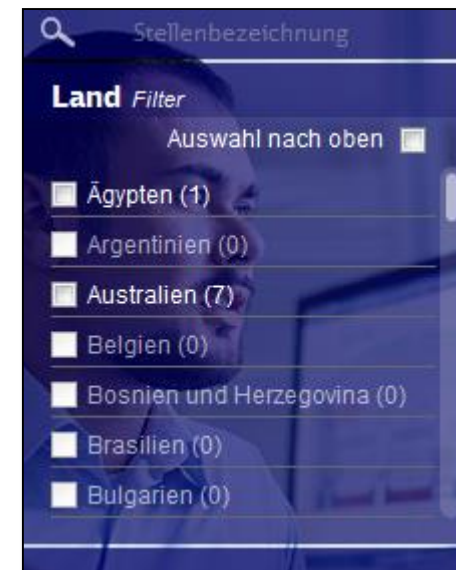 Stellenbezeichnung
Land Filter
Auswahl nach oben
Ägypten (1)
Argentinien (0)
Australien (7)
Belgien (0)
Bosnien und Herzegovina (0)
Brasilien (0)
Bulgarien (0)